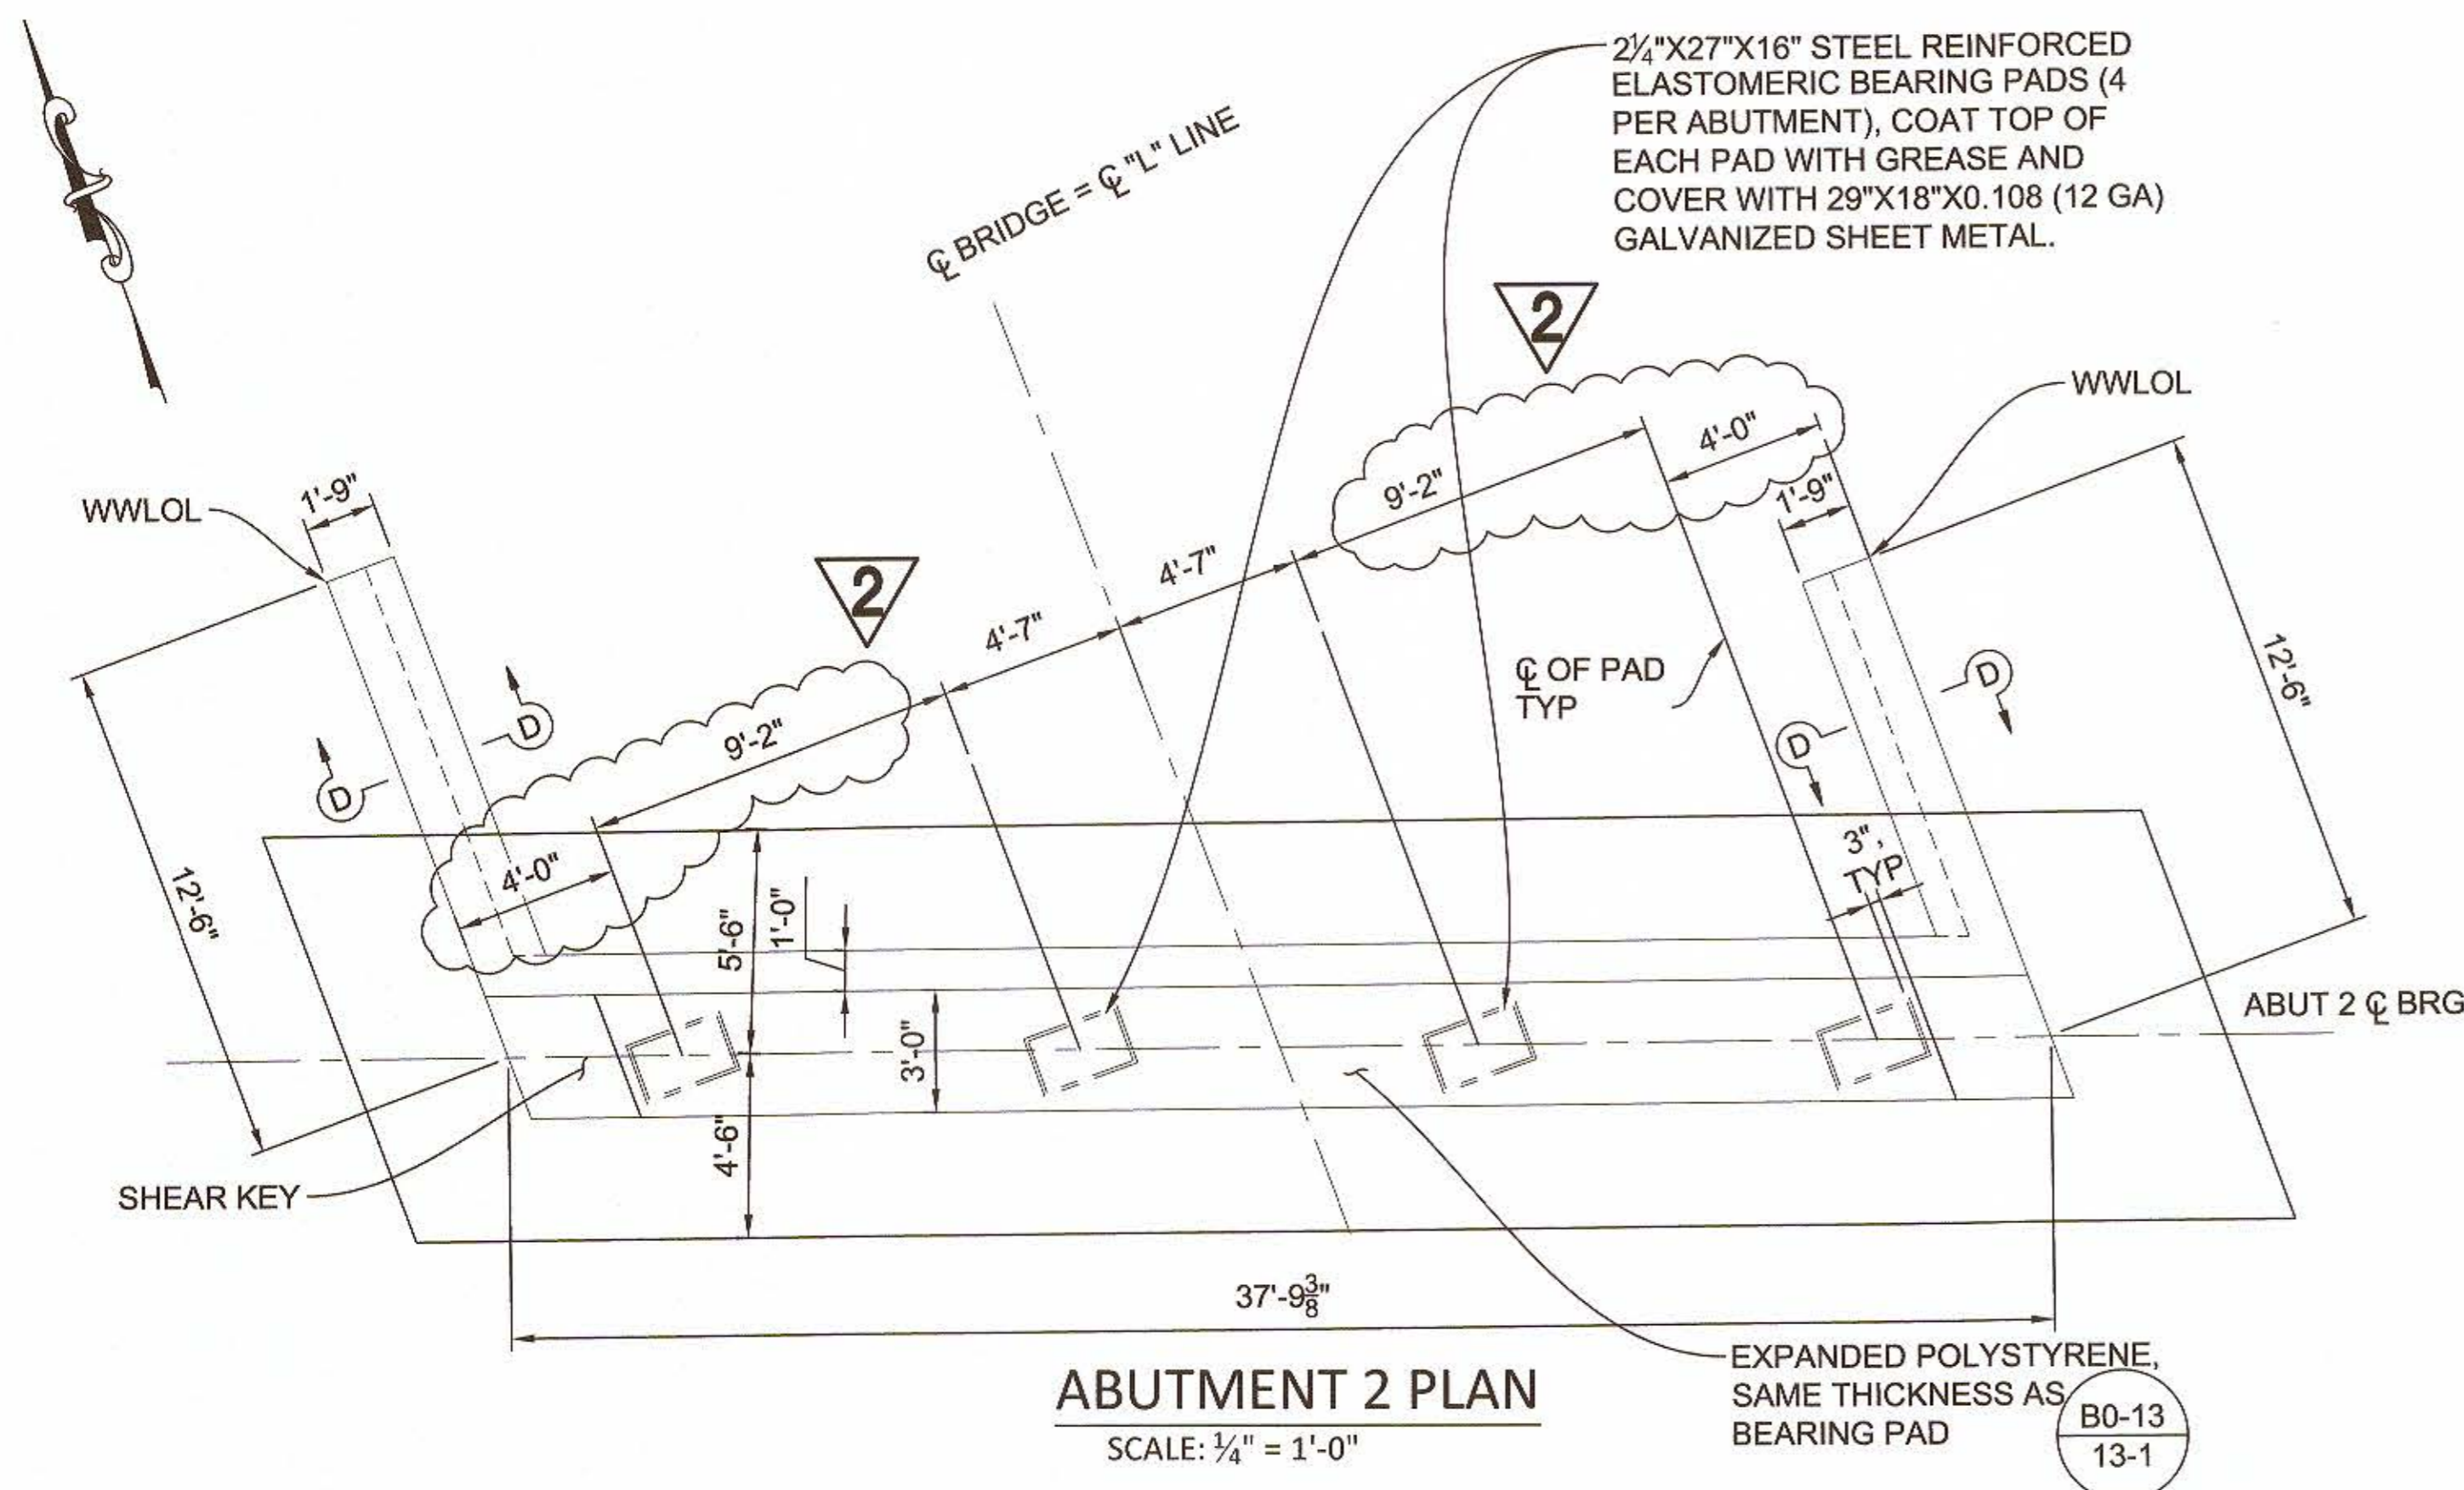 2¼"X27"X16" STEEL REINFORCED
ELASTOMERIC BEARING PADS (4
PER ABUTMENT), COAT TOP OF
EACH PAD WITH GREASE AND
COVER WITH 29"X18"X0.108 (12 GA)
GALVANIZED SHEET METAL.
℄ BRIDGE = ℄ "L" LINE
2
WWLOL
4'-0"
9'-2"
1'-9"
1'-9"
WWLOL
4'-7"
2
4'-7"
℄ OF PAD
TYP
D
12'-6"
D
9'-2"
D
D
3",
TYP
4'-0"
12'-6"
5'-6"
1'-0"
ABUT 2 ℄ BRG
3'-0"
4'-6"
SHEAR KEY
37'-9⅜"
EXPANDED POLYSTYRENE,
SAME THICKNESS AS
BEARING PAD
B0-13
13-1
ABUTMENT 2 PLAN
SCALE: ¼" = 1'-0"